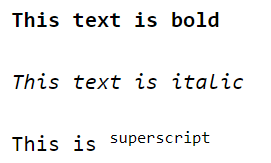 This text is bold
This text is italic
This is superscript